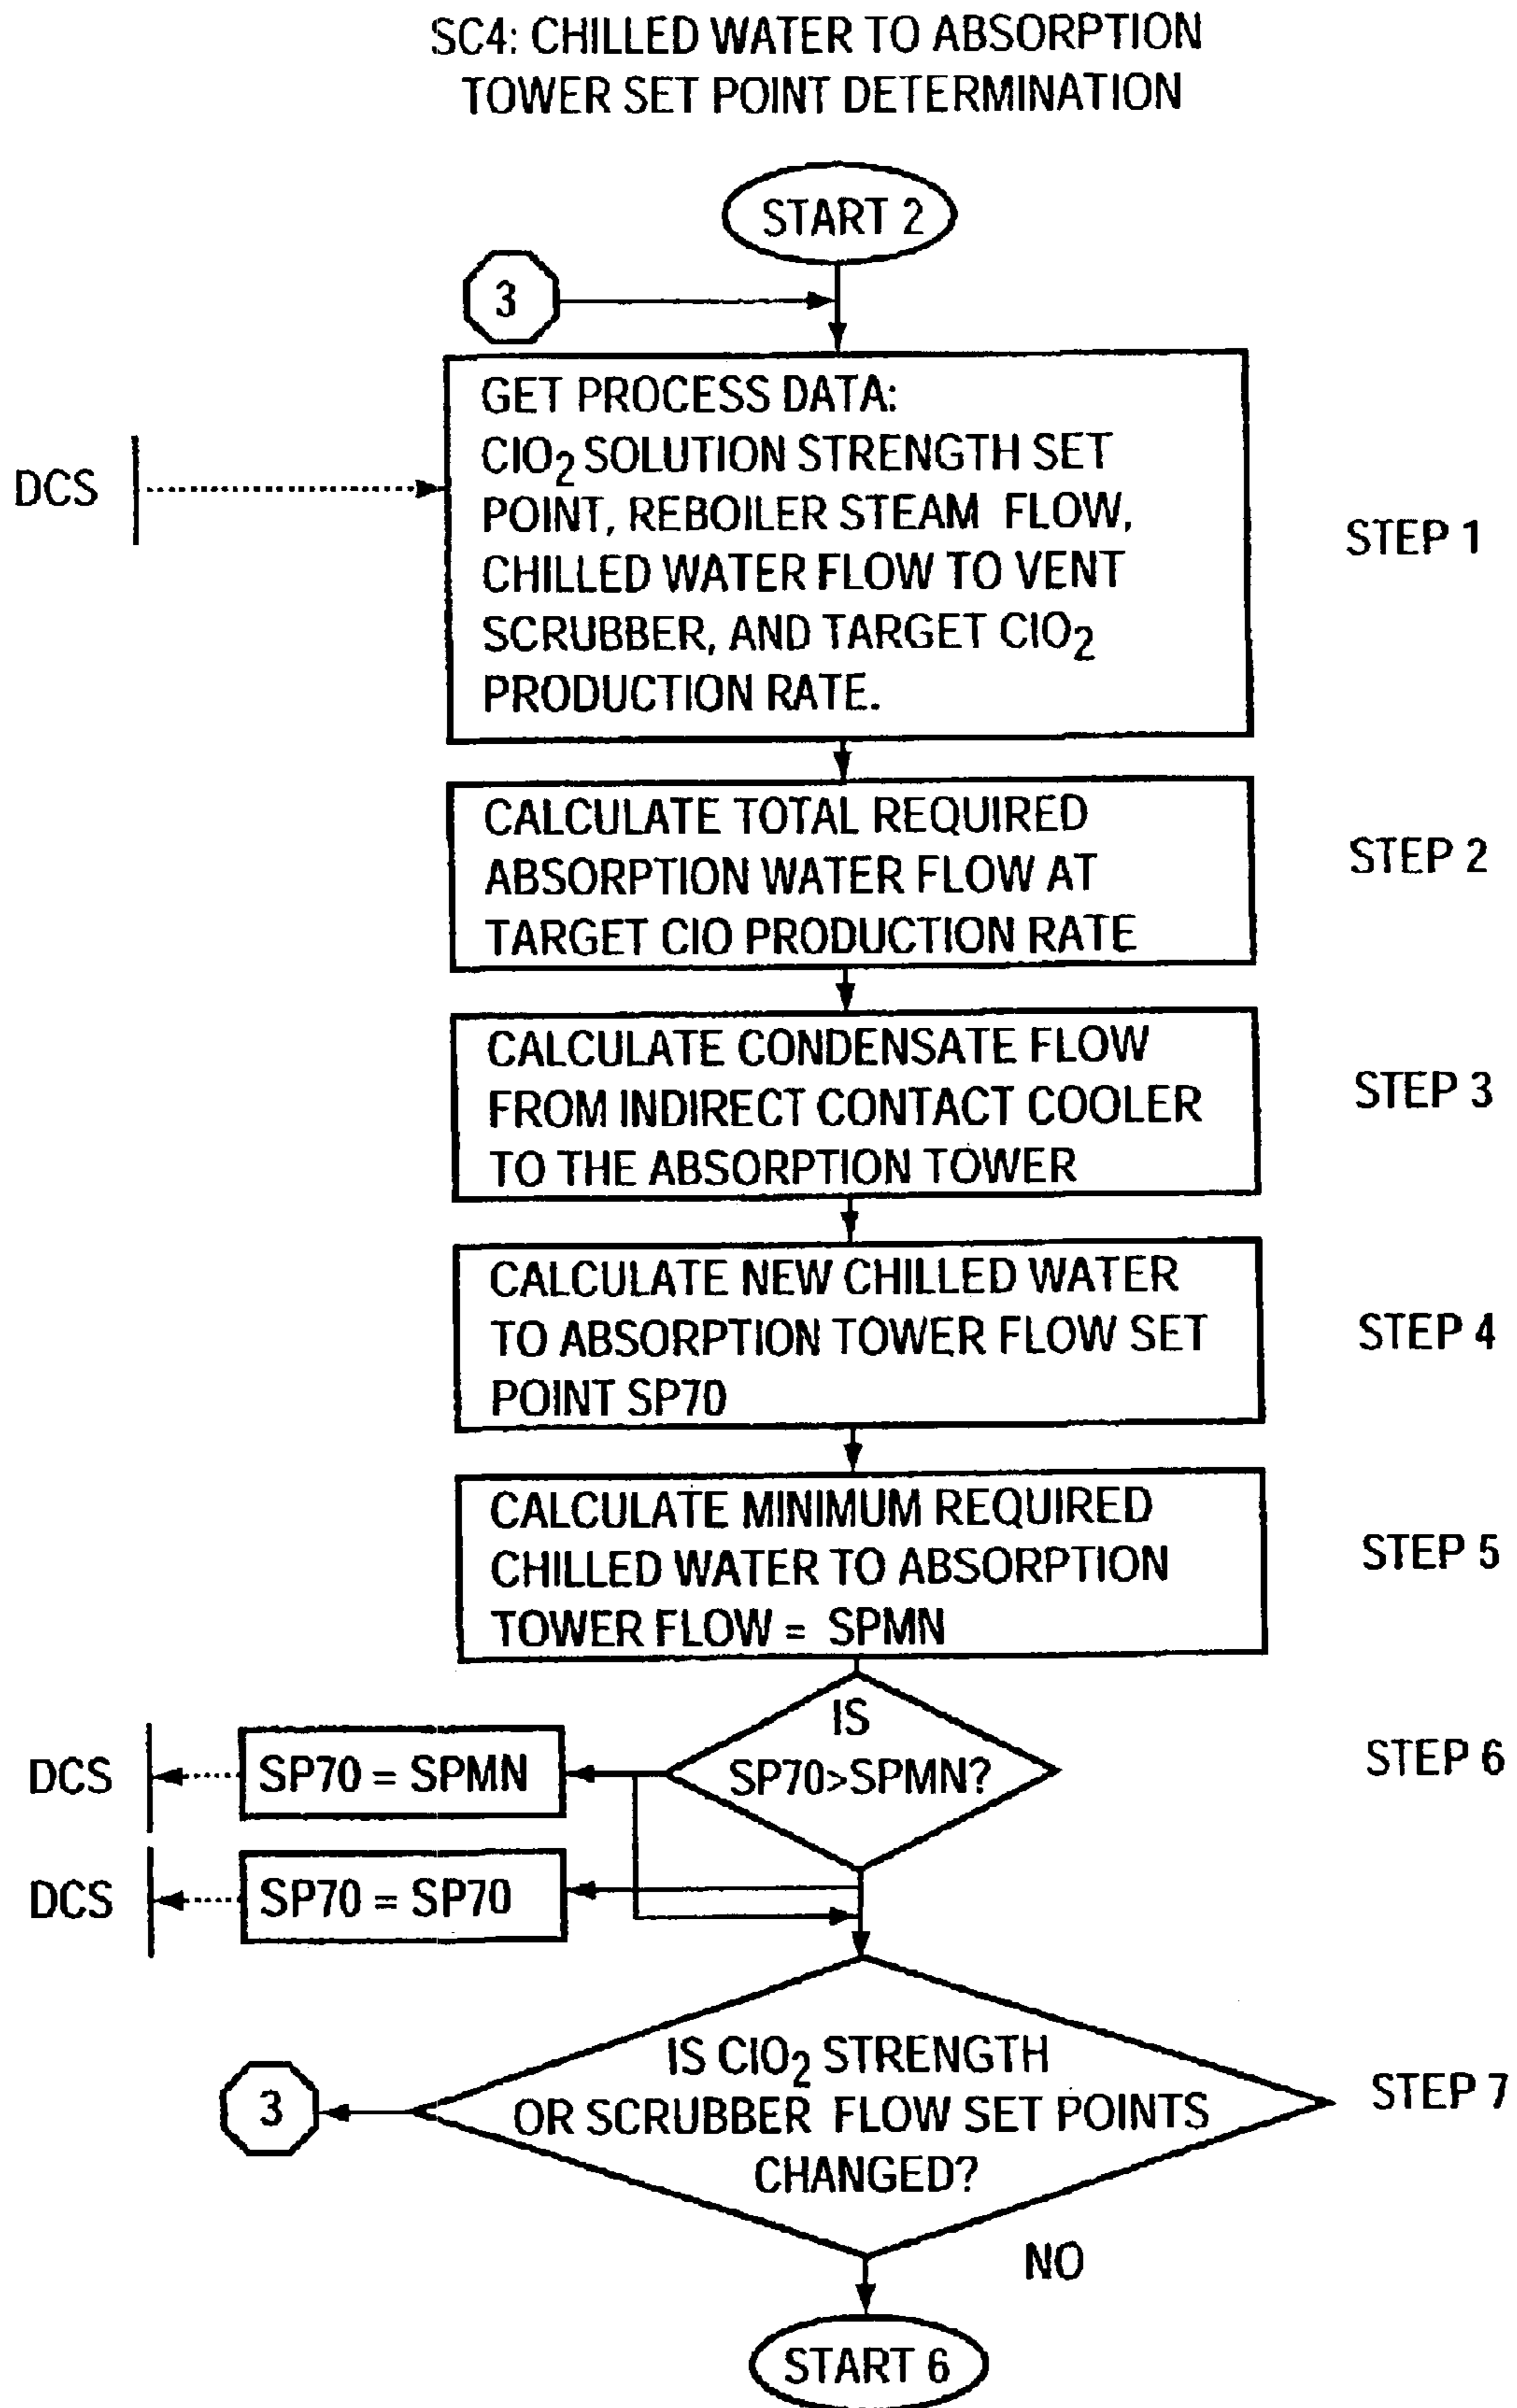 SC4: CHILLED WATER TO ABSORPTION
TOWER SET POINT DETERMINATION
START 2
3
GET PROCESS DATA:
ClO2 SOLUTION STRENGTH SET
POINT, REBOILER STEAM FLOW,
CHILLED WATER FLOW TO VENT
SCRUBBER, AND TARGET ClO2
PRODUCTION RATE.
DCS
STEP 1
CALCULATE TOTAL REQUIRED
ABSORPTION WATER FLOW AT
TARGET ClO PRODUCTION RATE
STEP 2
CALCULATE CONDENSATE FLOW
FROM INDIRECT CONTACT COOLER
TO THE ABSORPTION TOWER
STEP 3
CALCULATE NEW CHILLED WATER
TO ABSORPTION TOWER FLOW SET
POINT SP70
STEP 4
CALCULATE MINIMUM REQUIRED
CHILLED WATER TO ABSORPTION
TOWER FLOW = SPMN
STEP 5
IS
SP70>SPMN?
STEP 6
DCS
SP70 = SPMN
DCS
SP70 = SP70
IS ClO2 STRENGTH
OR SCRUBBER FLOW SET POINTS
CHANGED?
STEP 7
3
NO
START 6